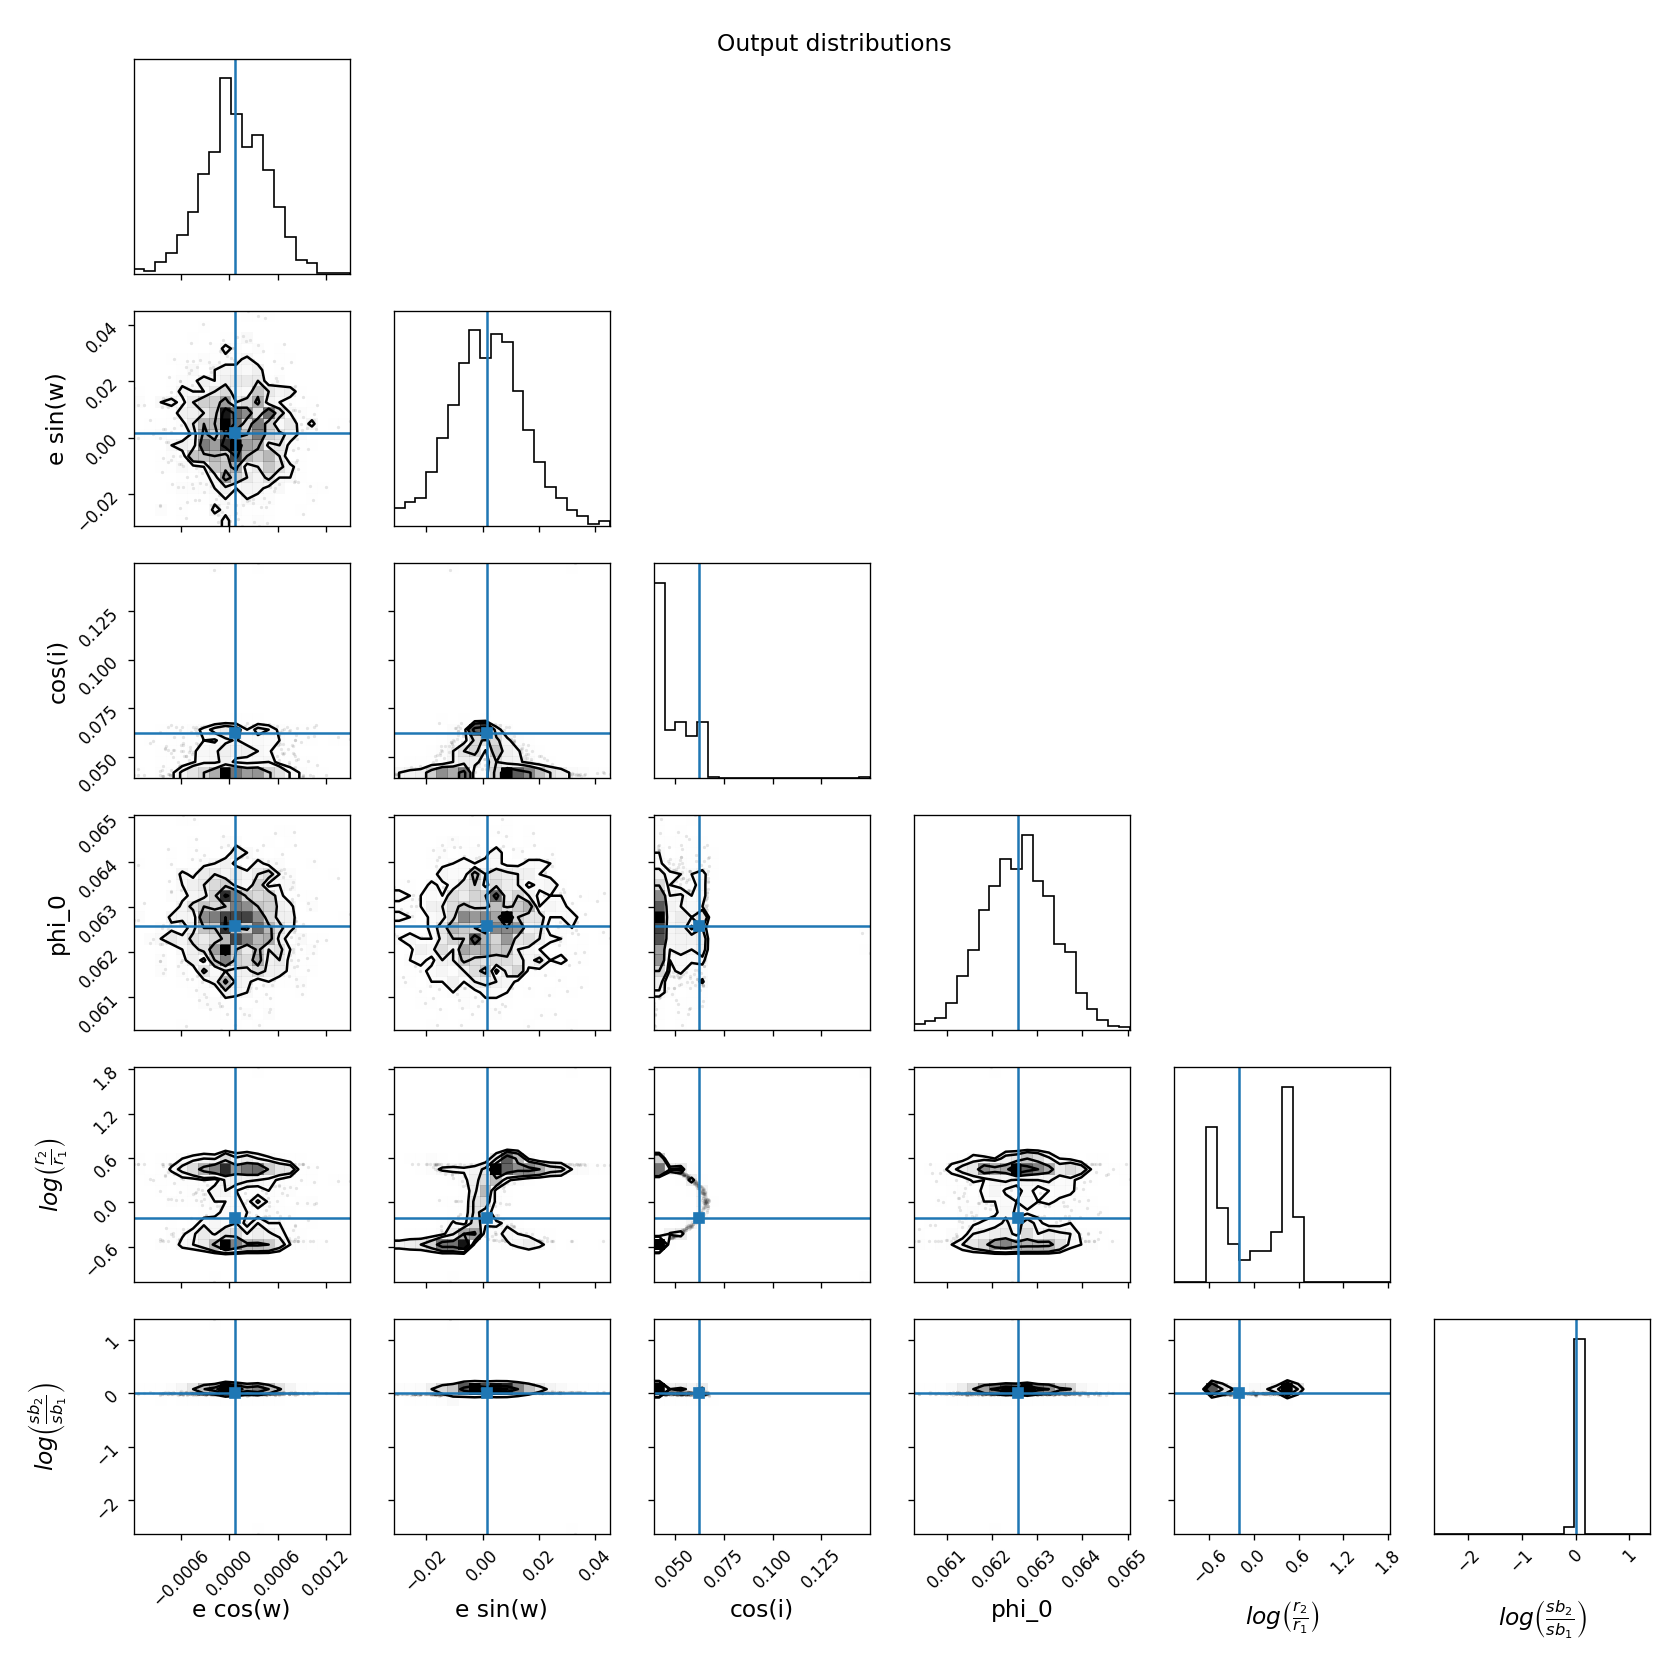 Output distributions
0.04
0.02
0.00
−0.02
e sin(w)
0.125
0.100
0.075
0.050
cos(i)
0.065
0.064
0.063
0.062
0.061
phi_0
1.8
1.2
0.6
0.0
−0.6
log(r₂/r₁)
1
0
−1
−2
log(sb₂/sb₁)
−0.0006 0.0000 0.0006 0.0012
−0.02 0.00 0.02 0.04
0.050 0.075 0.100 0.125
0.061 0.062 0.063 0.064 0.065
−0.6 0.0 0.6 1.2 1.8
−2 −1 0 1
e cos(w) e sin(w) cos(i) phi_0 log(r₂/r₁) log(sb₂/sb₁)